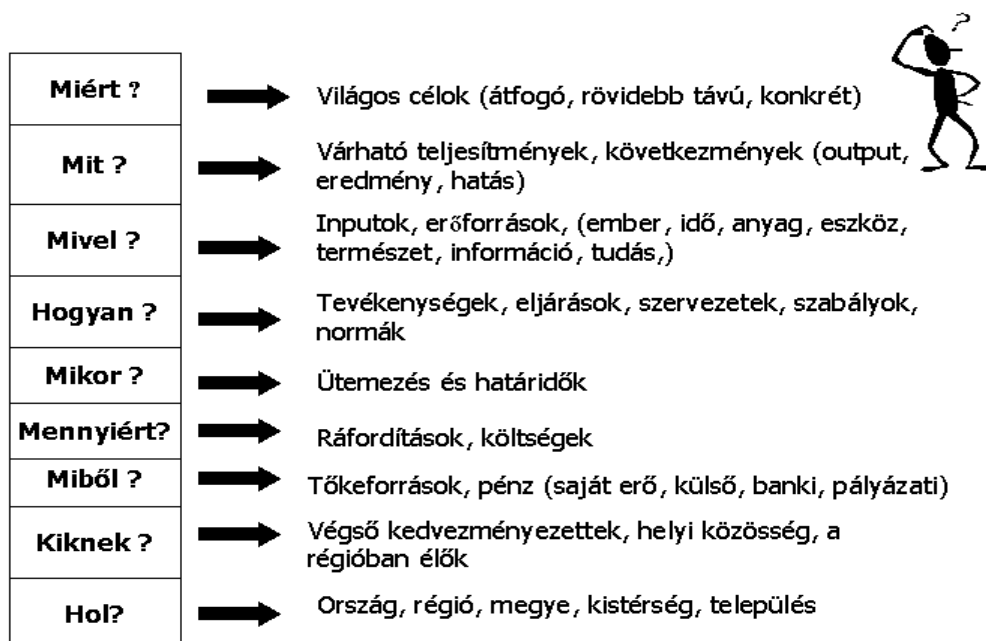 ?
Miért ?
Világos célok (átfogó, rövidebb távú, konkrét)
Mit ?
Várható teljesítmények, következmények (output,
eredmény, hatás)
Mivel ?
Inputok, erőforrások, (ember, idő, anyag, eszköz,
természet, információ, tudás,)
Hogyan ?
Tevékenységek, eljárások, szervezetek, szabályok,
normák
Mikor ?
Ütemezés és határidők
Mennyiért?
Ráfordítások, költségek
Miből ?
Tőkeforrások, pénz (saját erő, külső, banki, pályázati)
Kiknek ?
Végső kedvezményezettek, helyi közösség, a
régióban élők
Hol?
Ország, régió, megye, kistérség, település